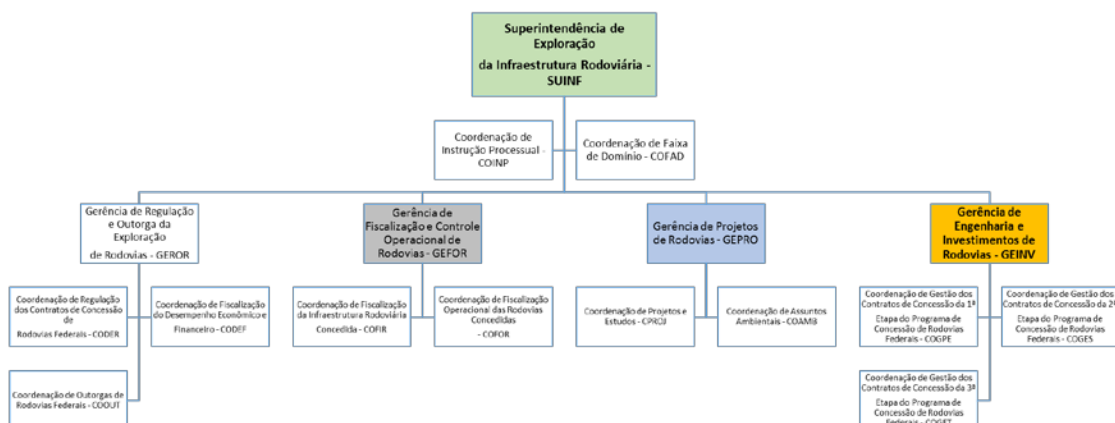 Superintendência de
Exploração
da Infraestrutura Rodoviária -
SUINF
Coordenação de
Instrução Processual -
COINP
Coordenação de Faixa
de Domínio - COFAD
Gerência de Regulação
e Outorga da
Exploração
de Rodovias - GEROR
Gerência de
Fiscalização e Controle
Operacional de
Rodovias - GEFOR
Gerência de Projetos
de Rodovias - GEPRO
Gerência de
Engenharia e
Investimentos de
Rodovias - GEINV
Coordenação de Regulação
dos Contratos de Concessão
de
Rodovias Federais - CODER
Coordenação de Fiscalização
do Desempenho Econômico e
Financeiro - CODEF
Coordenação de Fiscalização
da Infraestrutura Rodoviária
Concedida - COFIR
Coordenação de Fiscalização
Operacional das Rodovias
Concedidas
- COFOR
Coordenação de Projetos e
Estudos - CPROJ
Coordenação de Assuntos
Ambientais - COAMB
Coordenação de Gestão dos
Contratos de Concessão da 1ª
Etapa do Programa de
Concessão de Rodovias
Federais - COGPE
Coordenação de Gestão dos
Contratos de Concessão da 2ª
Etapa do Programa de
Concessão de Rodovias
Federais - COGES
Coordenação de Outorgas de
Rodovias Federais - COOUT
Coordenação de Gestão dos
Contratos de Concessão da 3ª
Etapa do Programa de
Concessão de Rodovias
Federais - COGET